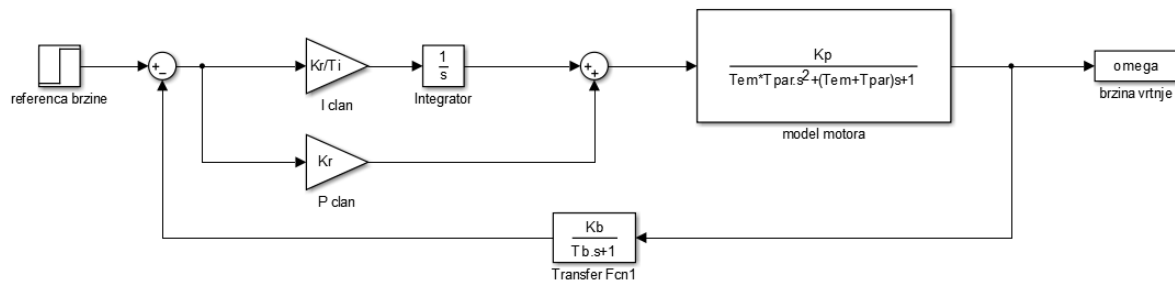 referenca brzine
+
−
Kr/Ti
I clan
1
s
Integrator
Kr
P clan
+
+
Kp
Tem*Tpar.s²+(Tem+Tpar)s+1
model motora
omega
brzina vrtnje
Kb
Tb.s+1
Transfer Fcn1